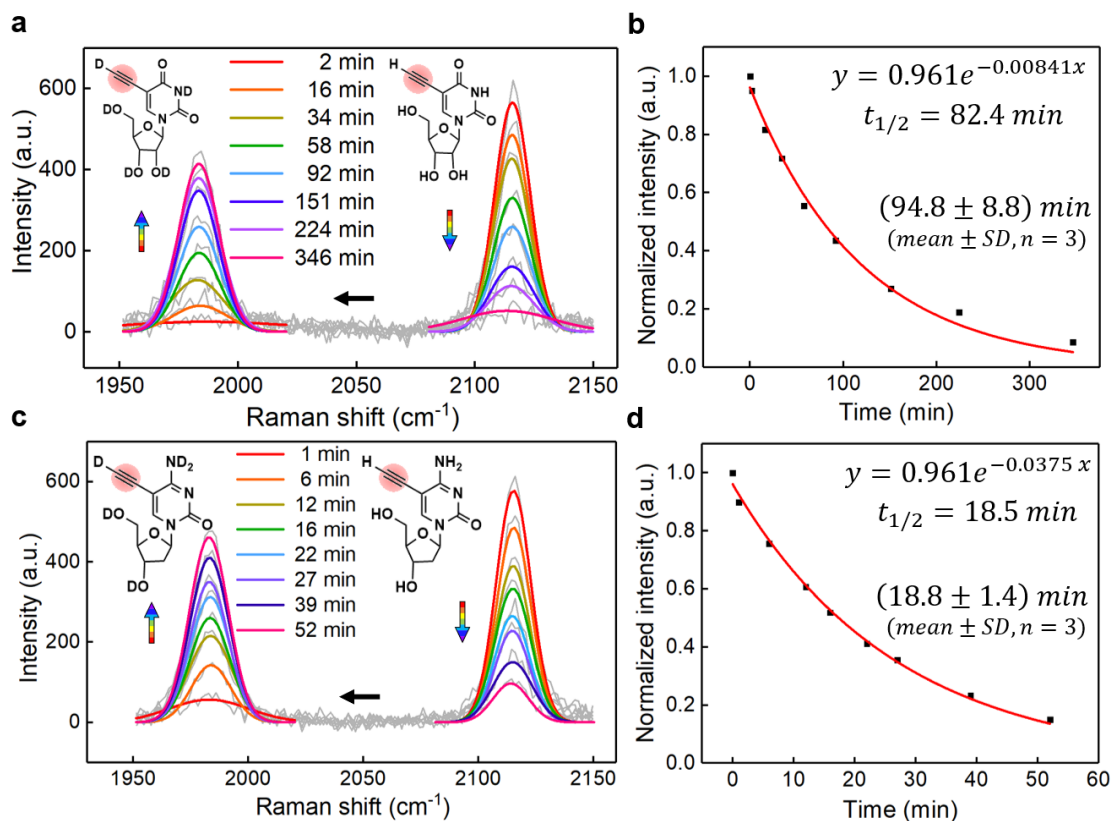 a
Intensity (a.u.)
600
400
200
0
1950
2000
2050
2100
2150
Raman shift (cm⁻¹)
D
O
ND
N
O
DO
O
DO
OD
2 min
16 min
34 min
58 min
92 min
151 min
224 min
346 min
H
O
NH
N
O
HO
O
HO
OH
b
Normalized intensity (a.u.)
1.0
0.8
0.6
0.4
0.2
0.0
0
100
200
300
Time (min)
y = 0.961e^{-0.00841x}
t_{1/2} = 82.4 min
(94.8 ± 8.8) min
(mean ± SD, n = 3)
c
Intensity (a.u.)
600
400
200
0
1950
2000
2050
2100
2150
Raman shift (cm⁻¹)
D
ND₂
N
N
O
DO
O
DO
1 min
6 min
12 min
16 min
22 min
27 min
39 min
52 min
H
NH₂
N
N
O
HO
O
HO
d
Normalized intensity (a.u.)
1.0
0.8
0.6
0.4
0.2
0.0
0
10
20
30
40
50
60
Time (min)
y = 0.961e^{-0.0375 x}
t_{1/2} = 18.5 min
(18.8 ± 1.4) min
(mean ± SD, n = 3)